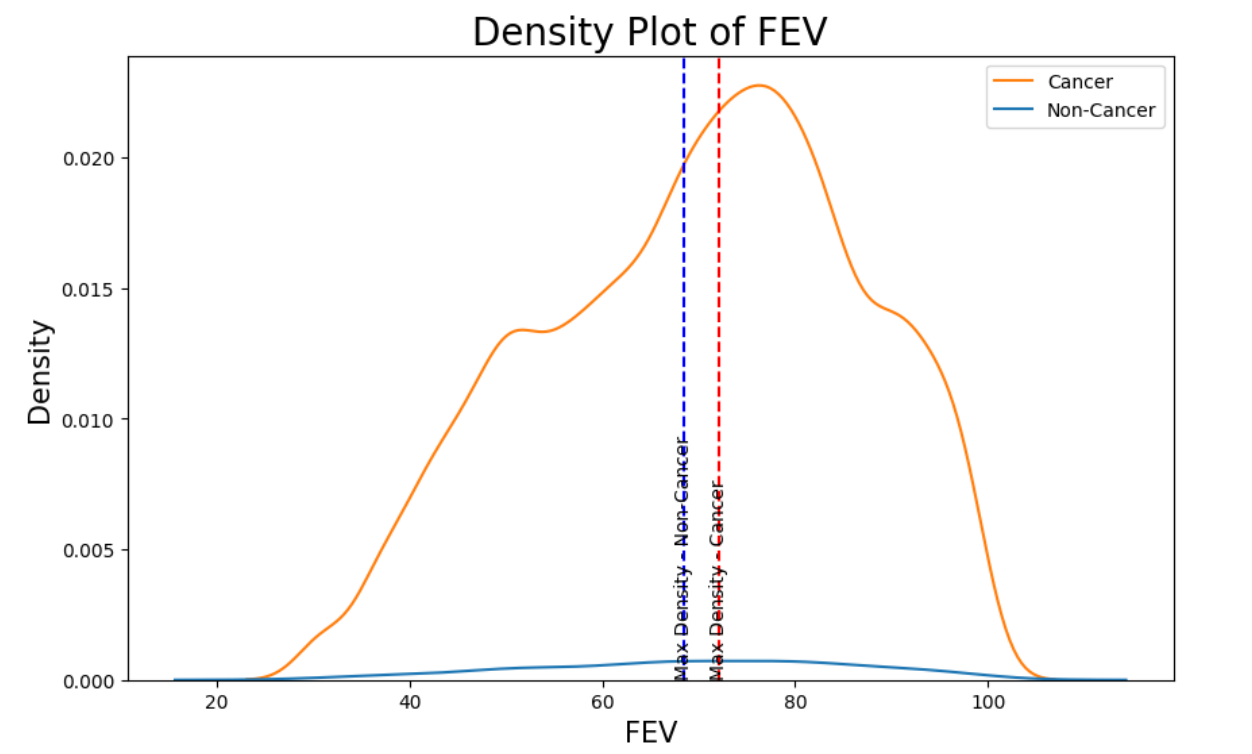 Density Plot of FEV
Cancer
Non-Cancer
Density
0.020
0.015
0.010
0.005
0.000
Max Density - Non-Cancer
Max Density - Cancer
20
40
60
80
100
FEV